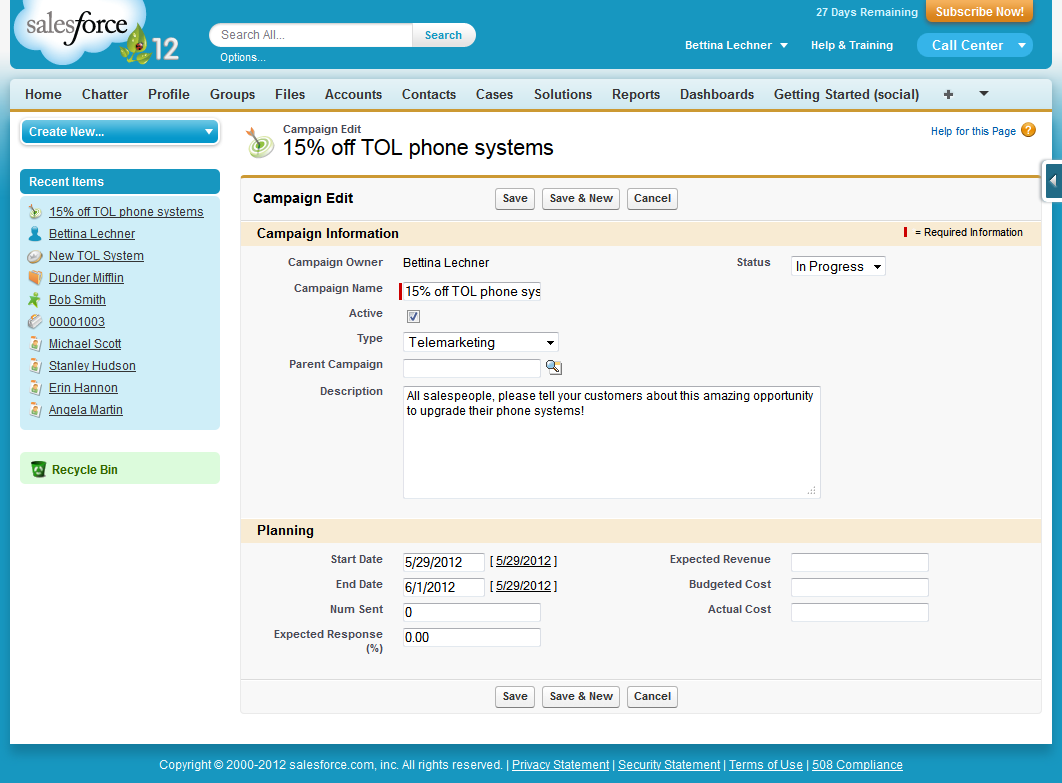 salesforce
12
Search All...
Search
Options...
27 Days Remaining
Subscribe Now!
Bettina Lechner
Help & Training
Call Center
Home Chatter Profile Groups Files Accounts Contacts Cases Solutions Reports Dashboards Getting Started (social) +
Create New...
Recent Items
15% off TOL phone systems
Bettina Lechner
New TOL System
Dunder Mifflin
Bob Smith
00001003
Michael Scott
Stanley Hudson
Erin Hannon
Angela Martin
Recycle Bin
Campaign Edit
15% off TOL phone systems
Help for this Page ?
Campaign Edit Save Save & New Cancel
Campaign Information = Required Information
Campaign Owner Bettina Lechner Status In Progress
Campaign Name 15% off TOL phone sys
Active
Type Telemarketing
Parent Campaign
Description All salespeople, please tell your customers about this amazing opportunity
to upgrade their phone systems!
Planning
Start Date 5/29/2012 [ 5/29/2012 ] Expected Revenue
End Date 6/1/2012 [ 5/29/2012 ] Budgeted Cost
Num Sent 0 Actual Cost
Expected Response 0.00
(%)
Save Save & New Cancel
Copyright © 2000-2012 salesforce.com, inc. All rights reserved. | Privacy Statement | Security Statement | Terms of Use | 508 Compliance